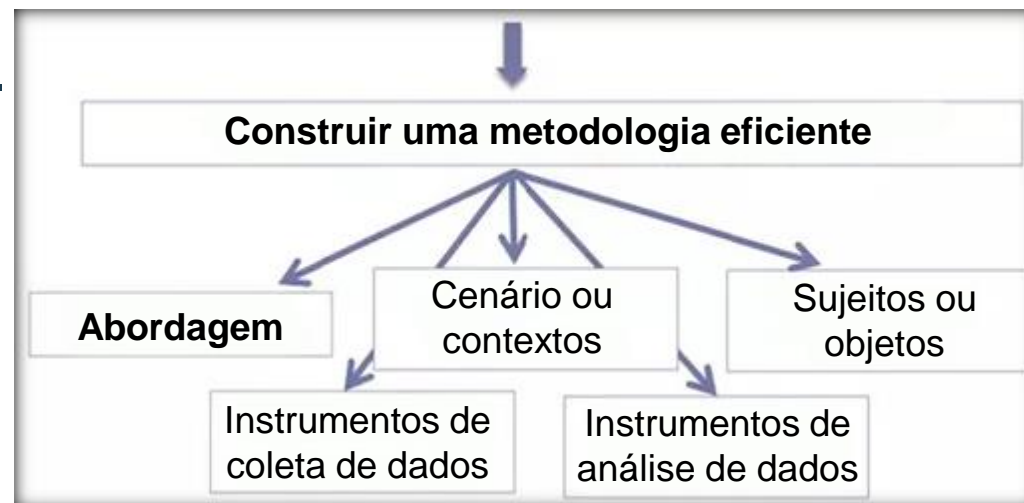 Construir uma metodologia eficiente
Abordagem
Cenário ou
contextos
Sujeitos ou
objetos
Instrumentos de
coleta de dados
Instrumentos de
análise de dados